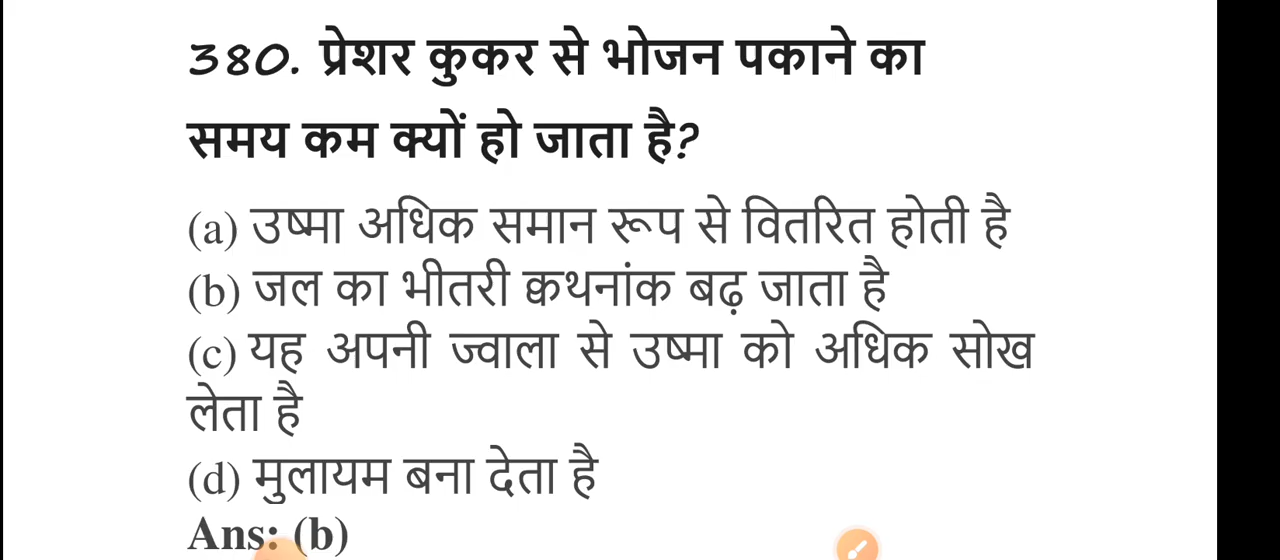 380. प्रेशर कुकर से भोजन पकाने का
समय कम क्यों हो जाता है?
(a) उष्मा अधिक समान रूप से वितरित होती है
(b) जल का भीतरी क्वथनांक बढ़ जाता है
(c) यह अपनी ज्वाला से उष्मा को अधिक सोख
लेता है
(d) मुलायम बना देता है
Ans: (b)